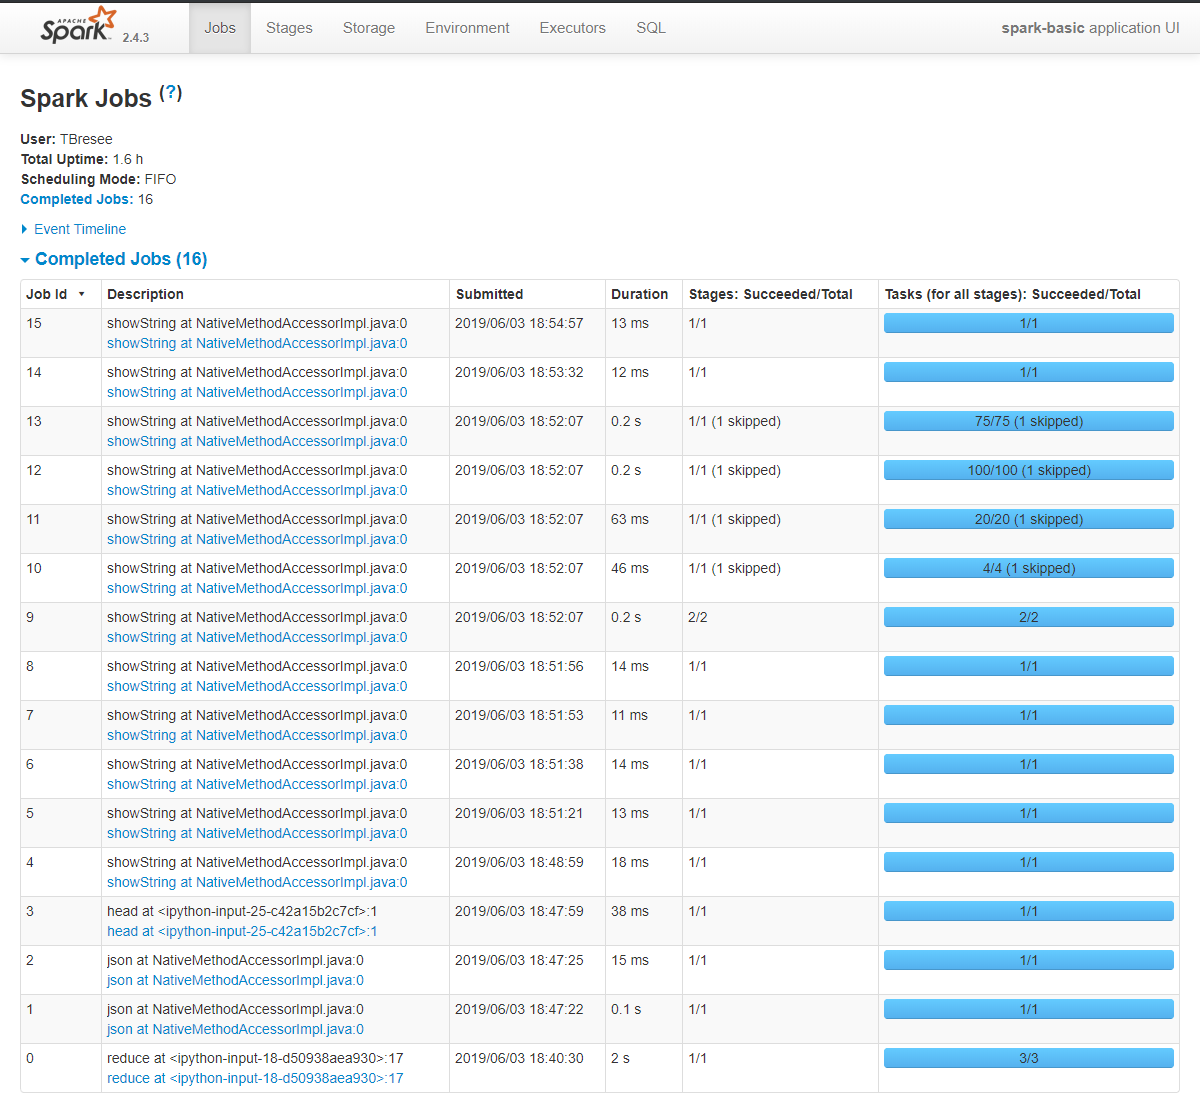 APACHE
Spark 2.4.3 Jobs Stages Storage Environment Executors SQL spark-basic application UI
Spark Jobs (?)
User: TBresee
Total Uptime: 1.6 h
Scheduling Mode: FIFO
Completed Jobs: 16
Event Timeline
Completed Jobs (16)
Job Id ▾ Description Submitted Duration Stages: Succeeded/Total Tasks (for all stages): Succeeded/Total
15 showString at NativeMethodAccessorImpl.java:0 2019/06/03 18:54:57 13 ms 1/1 1/1
showString at NativeMethodAccessorImpl.java:0
14 showString at NativeMethodAccessorImpl.java:0 2019/06/03 18:53:32 12 ms 1/1 1/1
showString at NativeMethodAccessorImpl.java:0
13 showString at NativeMethodAccessorImpl.java:0 2019/06/03 18:52:07 0.2 s 1/1 (1 skipped) 75/75 (1 skipped)
showString at NativeMethodAccessorImpl.java:0
12 showString at NativeMethodAccessorImpl.java:0 2019/06/03 18:52:07 0.2 s 1/1 (1 skipped) 100/100 (1 skipped)
showString at NativeMethodAccessorImpl.java:0
11 showString at NativeMethodAccessorImpl.java:0 2019/06/03 18:52:07 63 ms 1/1 (1 skipped) 20/20 (1 skipped)
showString at NativeMethodAccessorImpl.java:0
10 showString at NativeMethodAccessorImpl.java:0 2019/06/03 18:52:07 46 ms 1/1 (1 skipped) 4/4 (1 skipped)
showString at NativeMethodAccessorImpl.java:0
9 showString at NativeMethodAccessorImpl.java:0 2019/06/03 18:52:07 0.2 s 2/2 2/2
showString at NativeMethodAccessorImpl.java:0
8 showString at NativeMethodAccessorImpl.java:0 2019/06/03 18:51:56 14 ms 1/1 1/1
showString at NativeMethodAccessorImpl.java:0
7 showString at NativeMethodAccessorImpl.java:0 2019/06/03 18:51:53 11 ms 1/1 1/1
showString at NativeMethodAccessorImpl.java:0
6 showString at NativeMethodAccessorImpl.java:0 2019/06/03 18:51:38 14 ms 1/1 1/1
showString at NativeMethodAccessorImpl.java:0
5 showString at NativeMethodAccessorImpl.java:0 2019/06/03 18:51:21 13 ms 1/1 1/1
showString at NativeMethodAccessorImpl.java:0
4 showString at NativeMethodAccessorImpl.java:0 2019/06/03 18:48:59 18 ms 1/1 1/1
showString at NativeMethodAccessorImpl.java:0
3 head at <ipython-input-25-c42a15b2c7cf>:1 2019/06/03 18:47:59 38 ms 1/1 1/1
head at <ipython-input-25-c42a15b2c7cf>:1
2 json at NativeMethodAccessorImpl.java:0 2019/06/03 18:47:25 15 ms 1/1 1/1
json at NativeMethodAccessorImpl.java:0
1 json at NativeMethodAccessorImpl.java:0 2019/06/03 18:47:22 0.1 s 1/1 1/1
json at NativeMethodAccessorImpl.java:0
0 reduce at <ipython-input-18-d50938aea930>:17 2019/06/03 18:40:30 2 s 1/1 3/3
reduce at <ipython-input-18-d50938aea930>:17